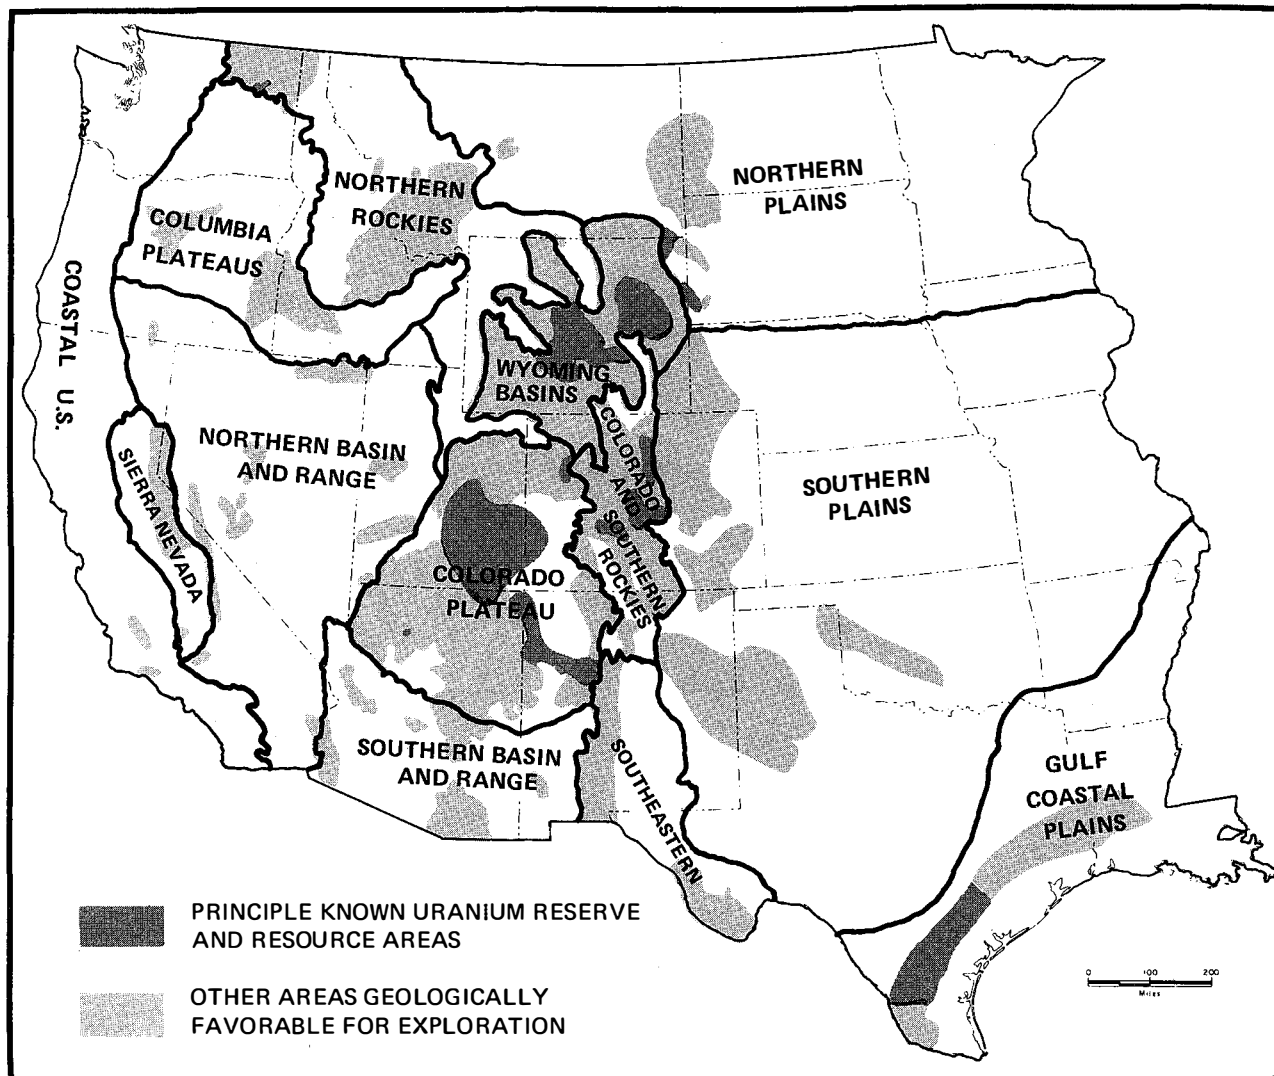 NORTHERN
PLAINS
NORTHERN
ROCKIES
COLUMBIA
PLATEAUS
COASTAL U.S.
WYOMING
BASINS
NORTHERN BASIN
AND RANGE
SIERRA NEVADA
COLORADO
AND
SOUTHERN
ROCKIES
SOUTHERN
PLAINS
COLORADO
PLATEAU
SOUTHERN BASIN
AND RANGE
SOUTHEASTERN
GULF
COASTAL
PLAINS
PRINCIPLE KNOWN URANIUM RESERVE
AND RESOURCE AREAS
OTHER AREAS GEOLOGICALLY
FAVORABLE FOR EXPLORATION
0 100 200
Miles